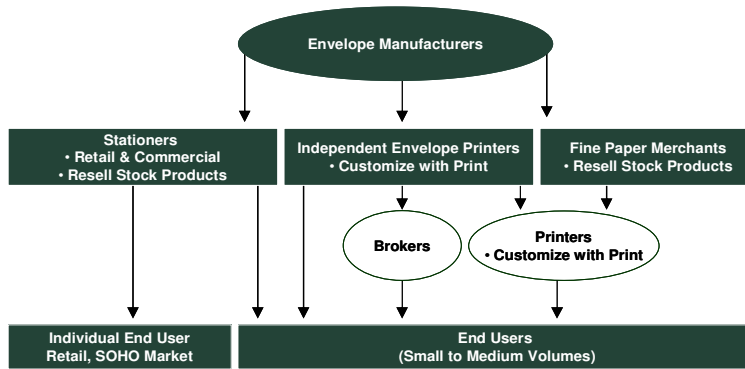 Envelope Manufacturers
Stationers
• Retail & Commercial
• Resell Stock Products
Independent Envelope Printers
• Customize with Print
Fine Paper Merchants
• Resell Stock Products
Brokers
Printers
• Customize with Print
Individual End User
Retail, SOHO Market
End Users
(Small to Medium Volumes)